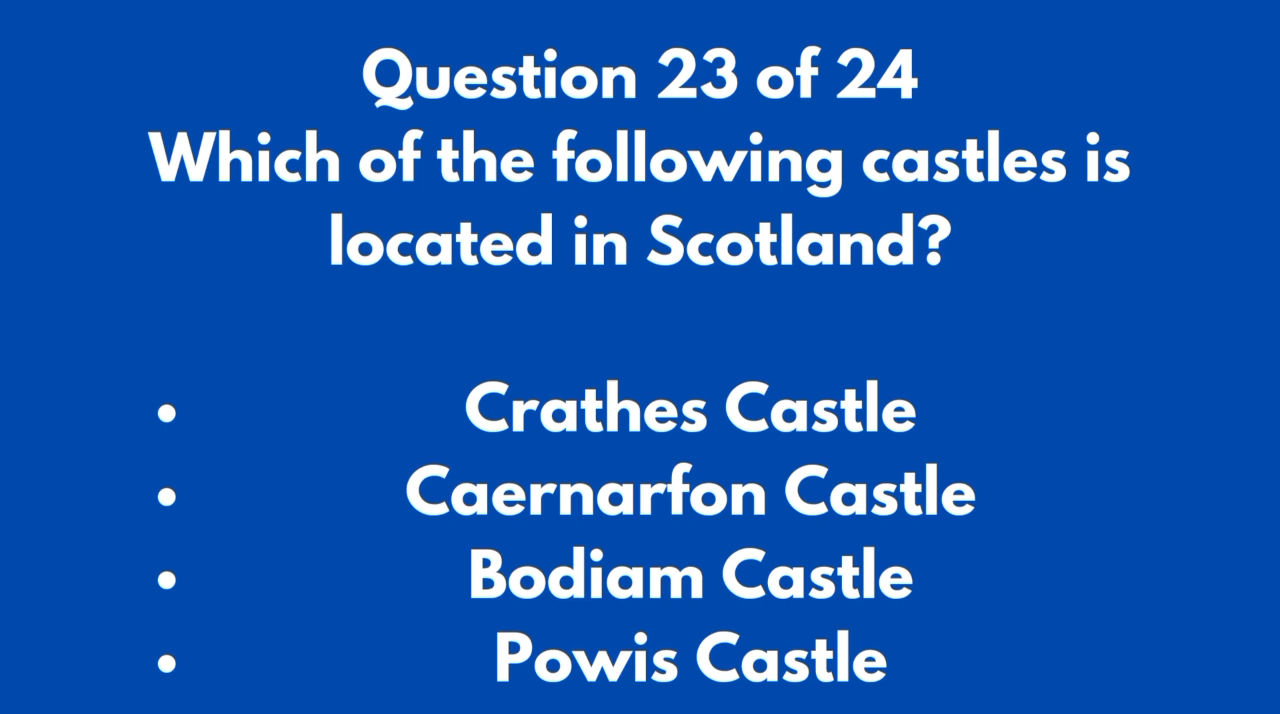 Question 23 of 24
Which of the following castles is
located in Scotland?
• Crathes Castle
• Caernarfon Castle
• Bodiam Castle
• Powis Castle